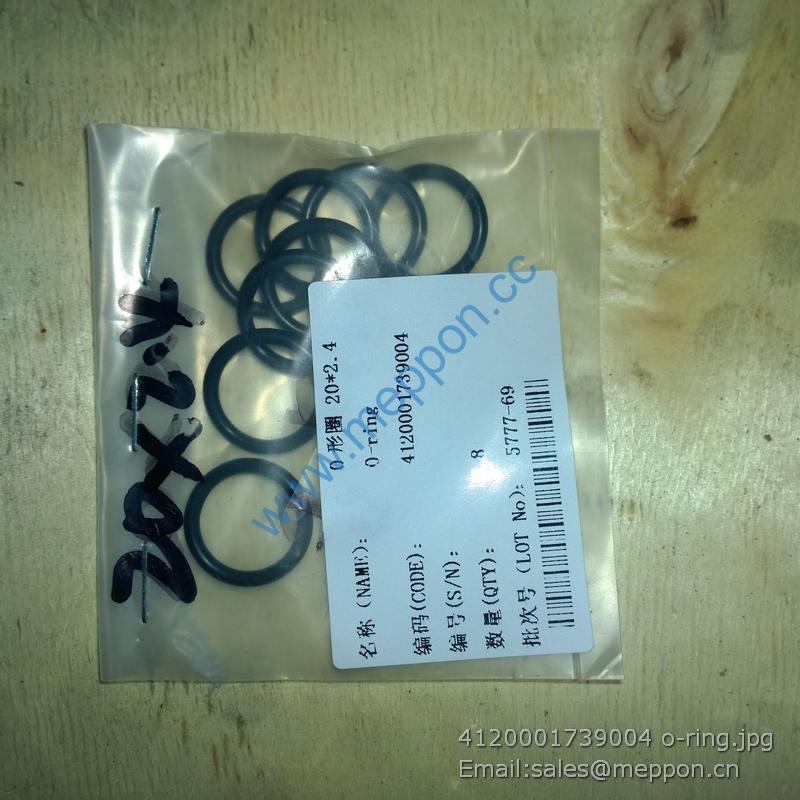 20X2.4
O形圈 20*2.4
名称(NAME): O-ring
编码(CODE): 4120001739004
编号(S/N):
数量(QTY): 8
批次号(LOT No): 5777-69
www.meppon.cc
4120001739004 o-ring.jpg
Email:sales@meppon.cn